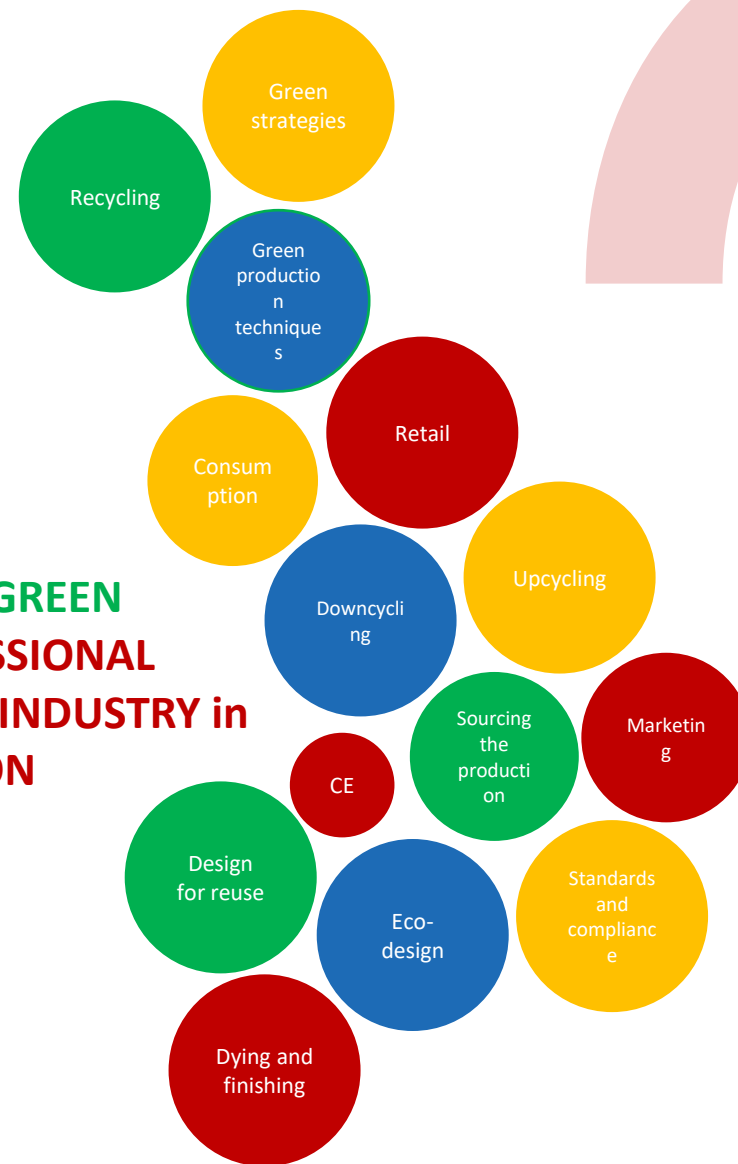 Green
strategies
Recycling
Green
productio
n
technique
s
Retail
Consum
ption
Upcycling
Downcycli
ng
GREEN
SSIONAL
INDUSTRY in
ON
Sourcing
the
producti
on
Marketin
g
CE
Design
for reuse
Eco-
design
Standards
and
complianc
e
Dying and
finishing